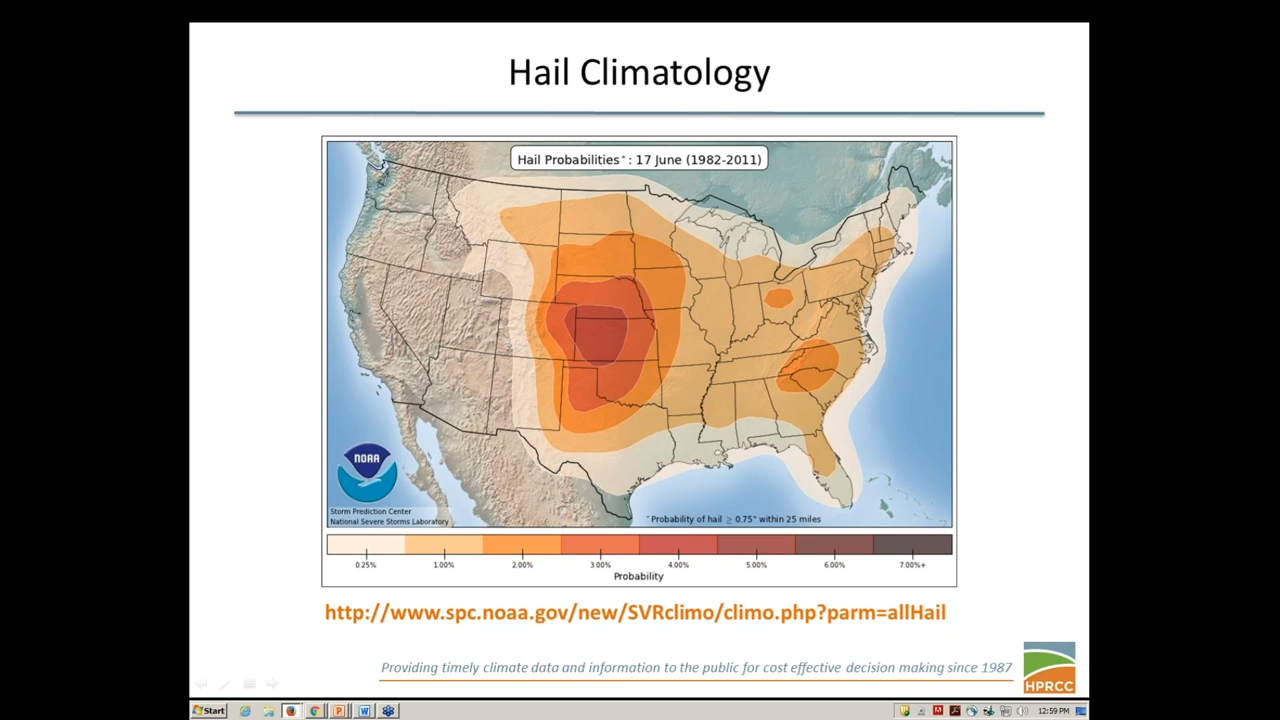 Hail Climatology
Hail Probabilities*: 17 June (1982-2011)
NOAA
Storm Prediction Center
National Severe Storms Laboratory
*Probability of hail ≥ 0.75" within 25 miles
0.25% 1.00% 2.00% 3.00% 4.00% 5.00% 6.00% 7.00%+
Probability
http://www.spc.noaa.gov/new/SVRclimo/climo.php?parm=allHail
Providing timely climate data and information to the public for cost effective decision making since 1987
HPRCC
Start
12:59 PM